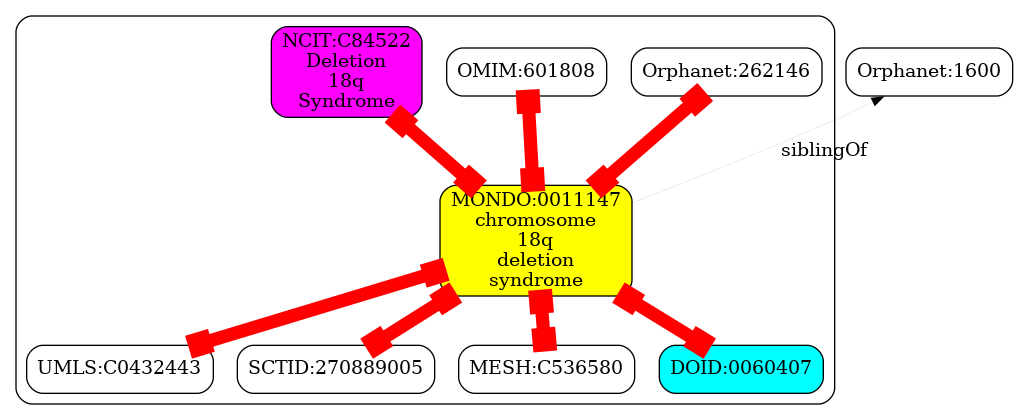 NCIT:C84522
Deletion
18q
Syndrome
OMIM:601808
Orphanet:262146
Orphanet:1600
siblingOf
MONDO:0011147
chromosome
18q
deletion
syndrome
UMLS:C0432443
SCTID:270889005
MESH:C536580
DOID:0060407